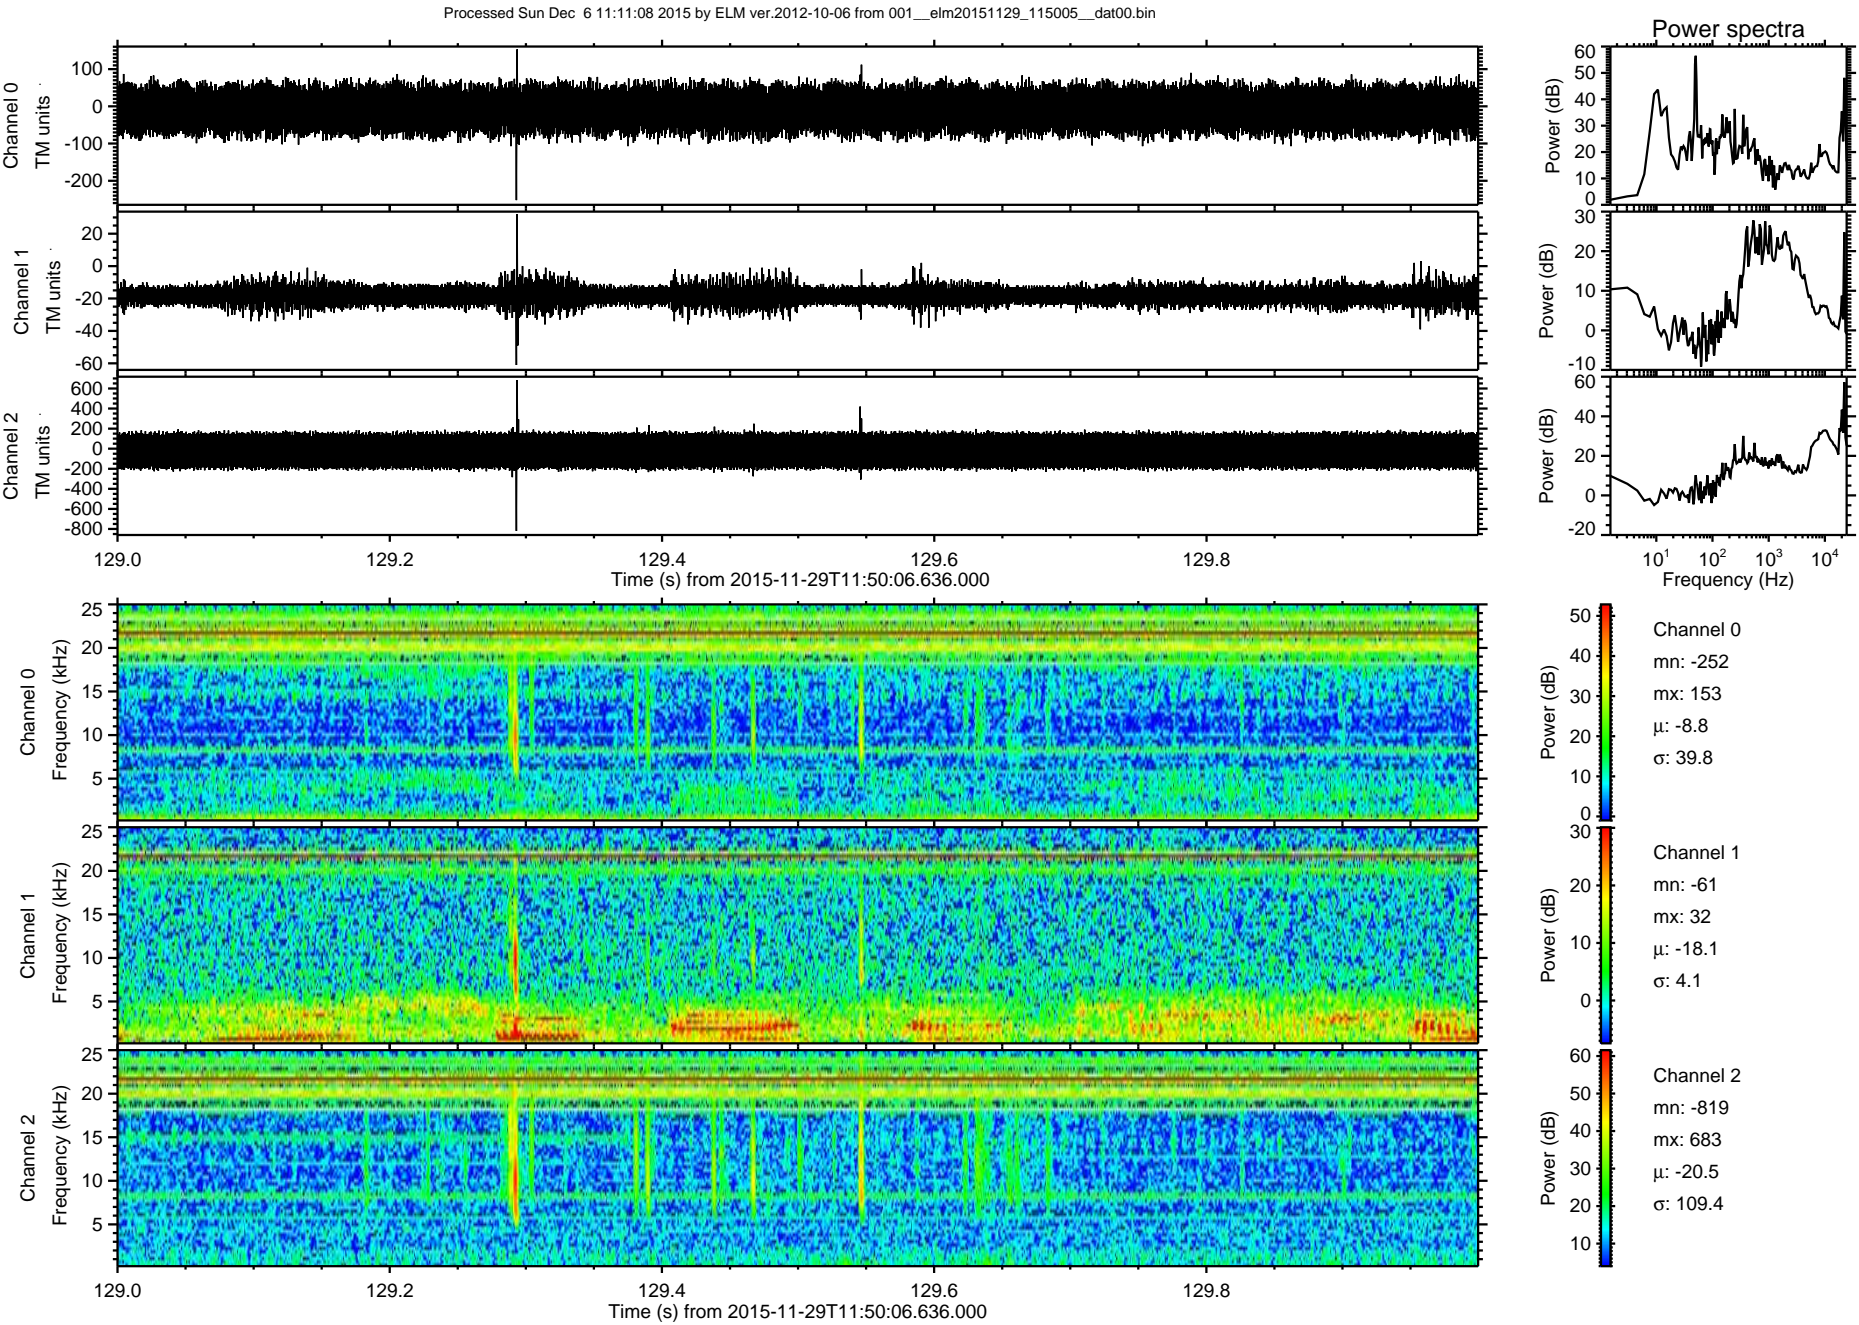 Processed Sun Dec 6 11:11:08 2015 by ELM ver.2012-10-06 from 001__elm20151129_115005__dat00.bin
Power spectra
Channel 0
TM units
100
0
-100
-200
Power (dB)
60
50
40
30
20
10
0
Channel 1
TM units
20
0
-20
-40
-60
Power (dB)
30
20
10
0
-10
Channel 2
TM units
600
400
200
0
-200
-400
-600
-800
Power (dB)
60
40
20
0
-20
129.0 129.2 129.4 129.6 129.8
Time (s) from 2015-11-29T11:50:06.636.000
10¹ 10² 10³ 10⁴
Frequency (Hz)
Channel 0
Frequency (kHz)
25
20
15
10
5
Power (dB)
50
40
30
20
10
0
Channel 0
mn: -252
mx: 153
μ: -8.8
σ: 39.8
Channel 1
Frequency (kHz)
25
20
15
10
5
Power (dB)
30
20
10
0
Channel 1
mn: -61
mx: 32
μ: -18.1
σ: 4.1
Channel 2
Frequency (kHz)
25
20
15
10
5
Power (dB)
60
50
40
30
20
10
Channel 2
mn: -819
mx: 683
μ: -20.5
σ: 109.4
129.0 129.2 129.4 129.6 129.8
Time (s) from 2015-11-29T11:50:06.636.000